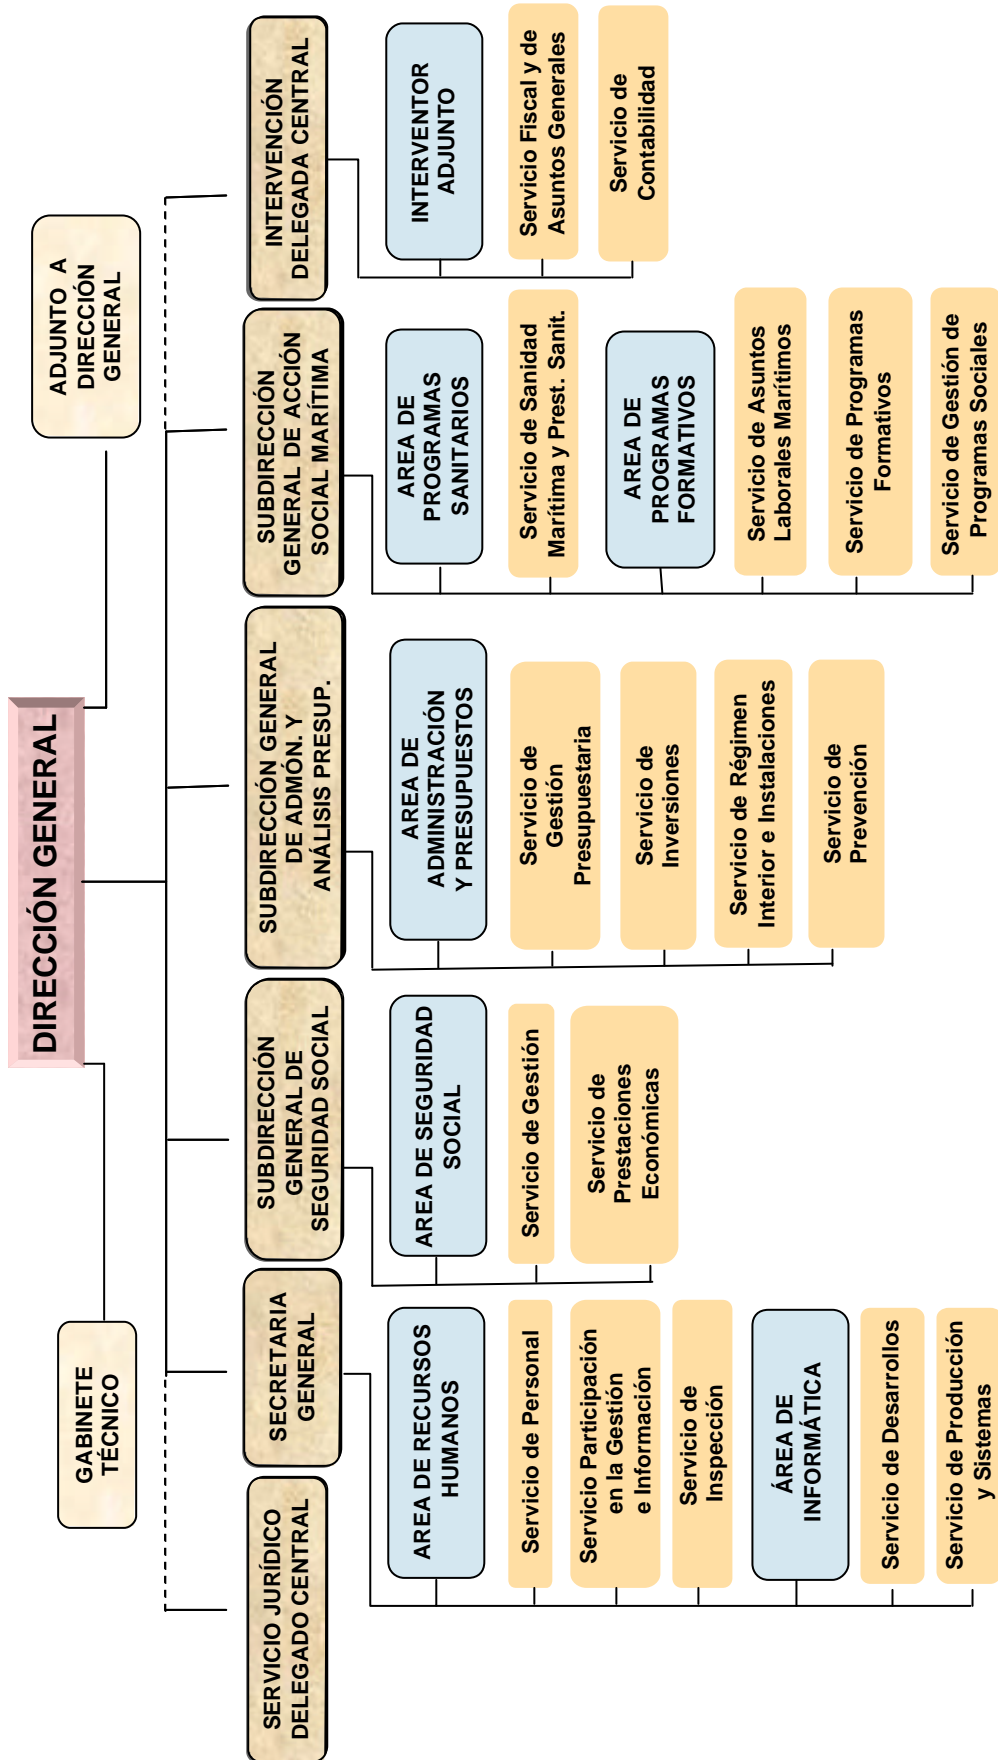 DIRECCIÓN GENERAL
GABINETE
TÉCNICO
ADJUNTO A
DIRECCIÓN
GENERAL
SERVICIO JURÍDICO
DELEGADO CENTRAL
SECRETARIA
GENERAL
AREA DE RECURSOS
HUMANOS
Servicio de Personal
Servicio Participación
en la Gestión
e Información
Servicio de
Inspección
ÁREA DE
INFORMÁTICA
Servicio de Desarrollos
Servicio de Producción
y Sistemas
SUBDIRECCIÓN
GENERAL DE
SEGURIDAD SOCIAL
AREA DE SEGURIDAD
SOCIAL
Servicio de Gestión
Servicio de
Prestaciones
Económicas
SUBDIRECCIÓN GENERAL
DE ADMÓN. Y
ANÁLISIS PRESUP.
AREA DE
ADMINISTRACIÓN
Y PRESUPUESTOS
Servicio de
Gestión
Presupuestaria
Servicio de
Inversiones
Servicio de Régimen
Interior e Instalaciones
Servicio de
Prevención
SUBDIRECCIÓN
GENERAL DE ACCIÓN
SOCIAL MARÍTIMA
AREA DE
PROGRAMAS
SANITARIOS
Servicio de Sanidad
Marítima y Prest. Sanit.
AREA DE
PROGRAMAS
FORMATIVOS
Servicio de Asuntos
Laborales Marítimos
Servicio de Programas
Formativos
Servicio de Gestión de
Programas Sociales
INTERVENCIÓN
DELEGADA CENTRAL
INTERVENTOR
ADJUNTO
Servicio Fiscal y de
Asuntos Generales
Servicio de
Contabilidad